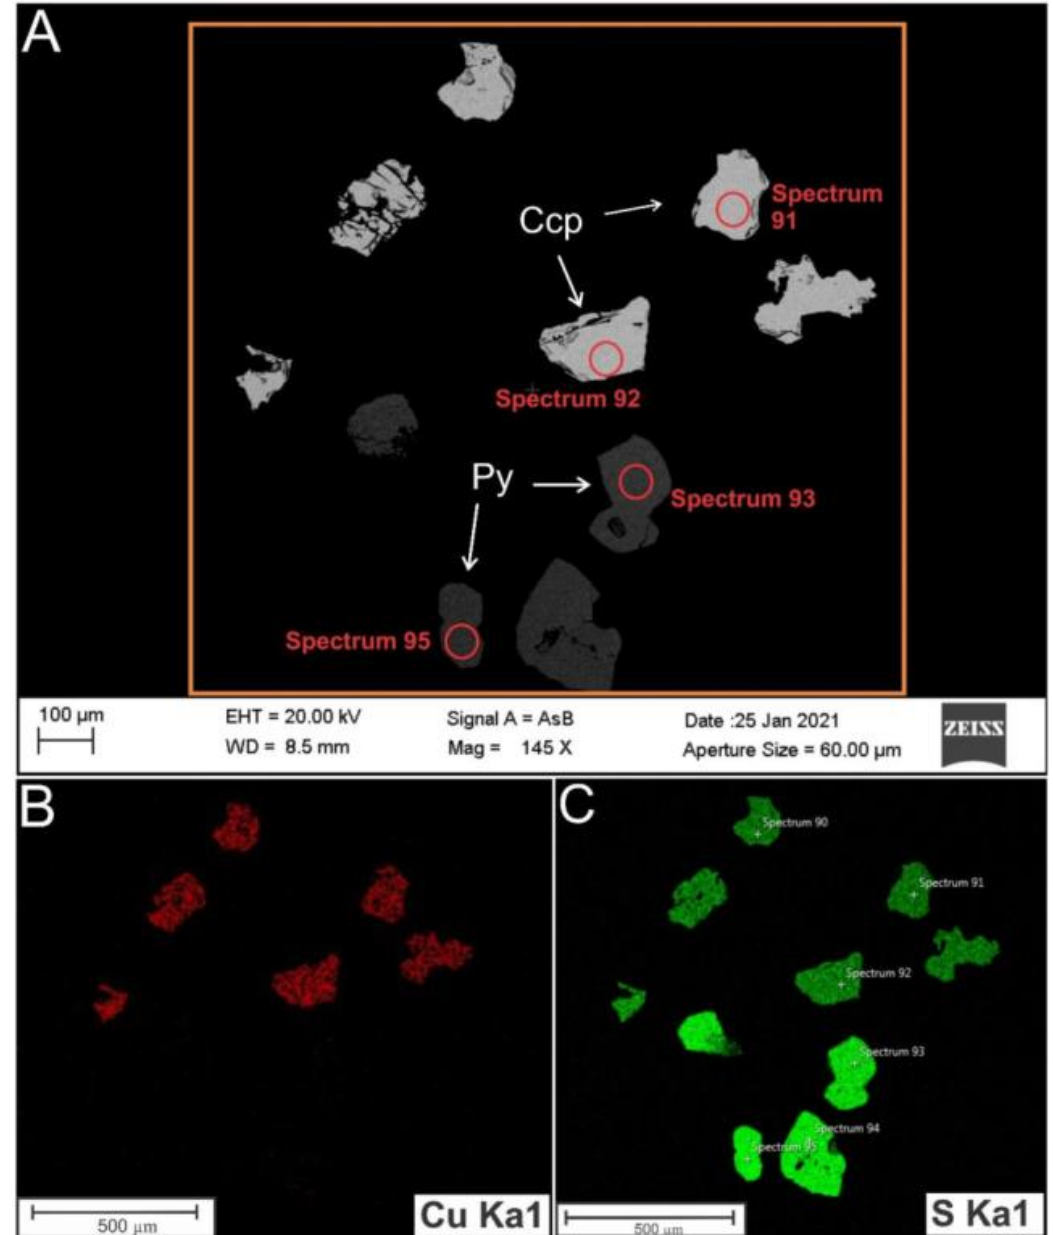 A
Ccp
Spectrum
91
Spectrum 92
Py
Spectrum 93
Spectrum 95
100 µm
EHT = 20.00 kV
WD = 8.5 mm
Signal A = AsB
Mag = 145 X
Date :25 Jan 2021
Aperture Size = 60.00 µm
ZEISS
B
500 µm
Cu Ka1
C
Spectrum 90
Spectrum 91
Spectrum 92
Spectrum 93
Spectrum 94
Spectrum 95
500 µm
S Ka1